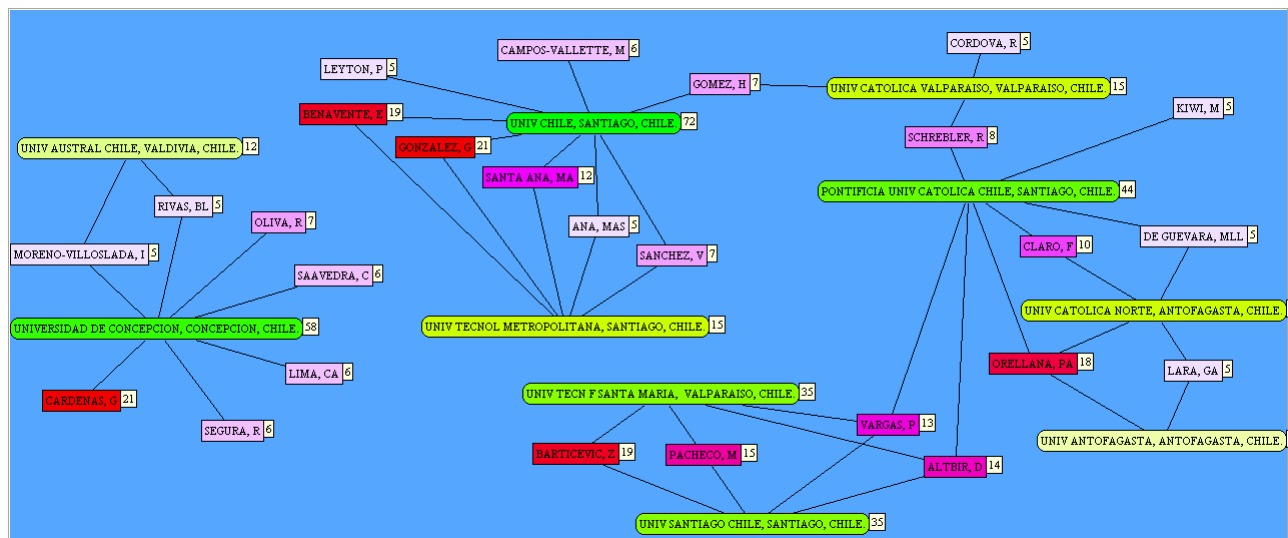 CORDOVA, R 5
CAMPOS-VALLETTE, M 6
LEYTON, P 5
GOMEZ, H 7
UNIV CATOLICA VALPARAISO, VALPARAISO, CHILE. 15
KIWI, M 5
BENAVENTE, E 19
UNIV CHILE, SANTIAGO, CHILE 72
SCHREBLER, R 8
UNIV AUSTRAL CHILE, VALDIVIA, CHILE. 12
GONZALEZ, G 21
SANTA ANA, MA 12
PONTIFICIA UNIV CATOLICA CHILE, SANTIAGO, CHILE. 44
RIVAS, BL 5
OLIVA, R 7
ANA, MAS 5
DE GUEVARA, MLL 5
CLARO, F 10
MORENO-VILLOSLADA, I 5
SANCHEZ, V 7
SAAVEDRA, C 6
UNIV CATOLICA NORTE, ANTOFAGASTA, CHILE.
UNIVERSIDAD DE CONCEPCION, CONCEPCION, CHILE. 58
UNIV TECNOL METROPOLITANA, SANTIAGO, CHILE. 15
ORELLANA, PA 18
LARA, GA 5
LIMA, CA 6
UNIV TECN F SANTA MARIA, VALPARAISO, CHILE. 35
CARDENAS, G 21
VARGAS, P 13
SEGURA, R 6
UNIV ANTOFAGASTA, ANTOFAGASTA, CHILE.
BARTICEVIC, Z 19
PACHECO, M 15
ALTBIR, D 14
UNIV SANTIAGO CHILE, SANTIAGO, CHILE. 35